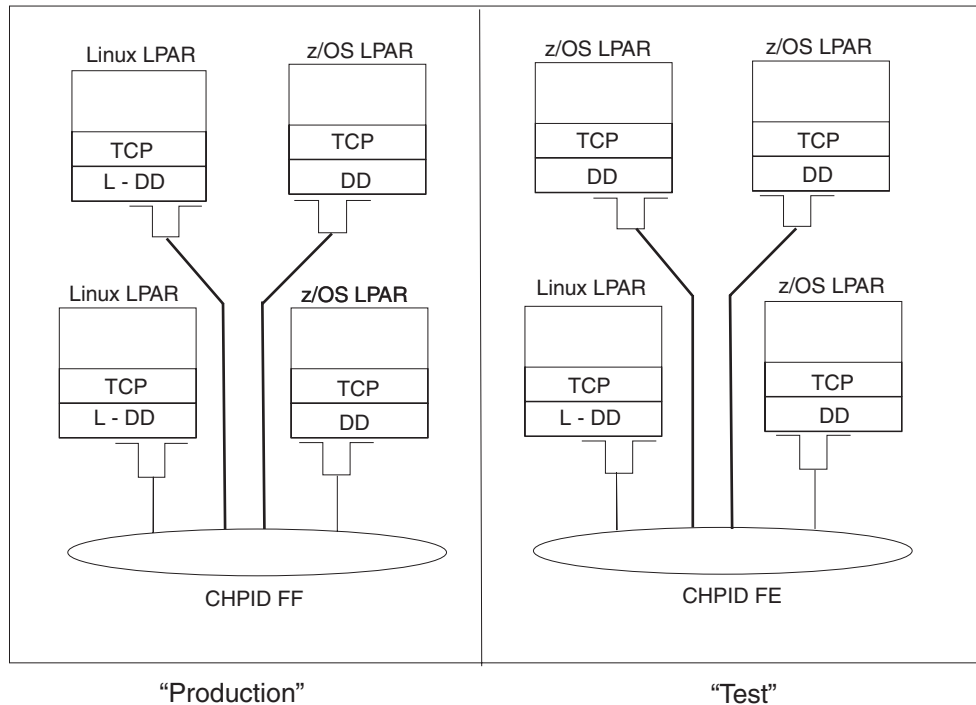 Linux LPAR
TCP
L - DD
z/OS LPAR
TCP
DD
Linux LPAR
TCP
L - DD
z/OS LPAR
TCP
DD
CHPID FF
“Production”
z/OS LPAR
TCP
DD
z/OS LPAR
TCP
DD
Linux LPAR
TCP
L - DD
z/OS LPAR
TCP
DD
CHPID FE
“Test”